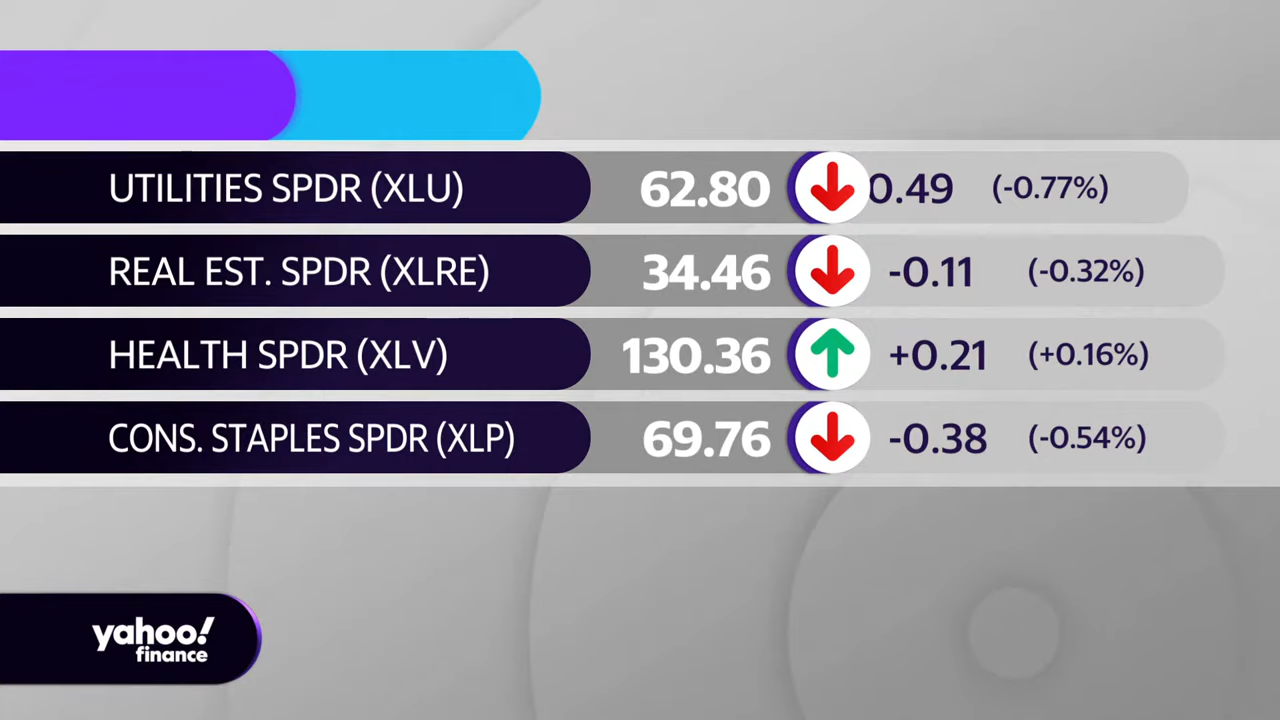 UTILITIES SPDR (XLU) 62.80 0.49 (-0.77%)
REAL EST. SPDR (XLRE) 34.46 -0.11 (-0.32%)
HEALTH SPDR (XLV) 130.36 +0.21 (+0.16%)
CONS. STAPLES SPDR (XLP) 69.76 -0.38 (-0.54%)
yahoo!
finance